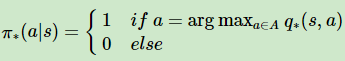 π*(a|s) = { 1 if a = arg max_{a∈A} q*(s, a)
0 else